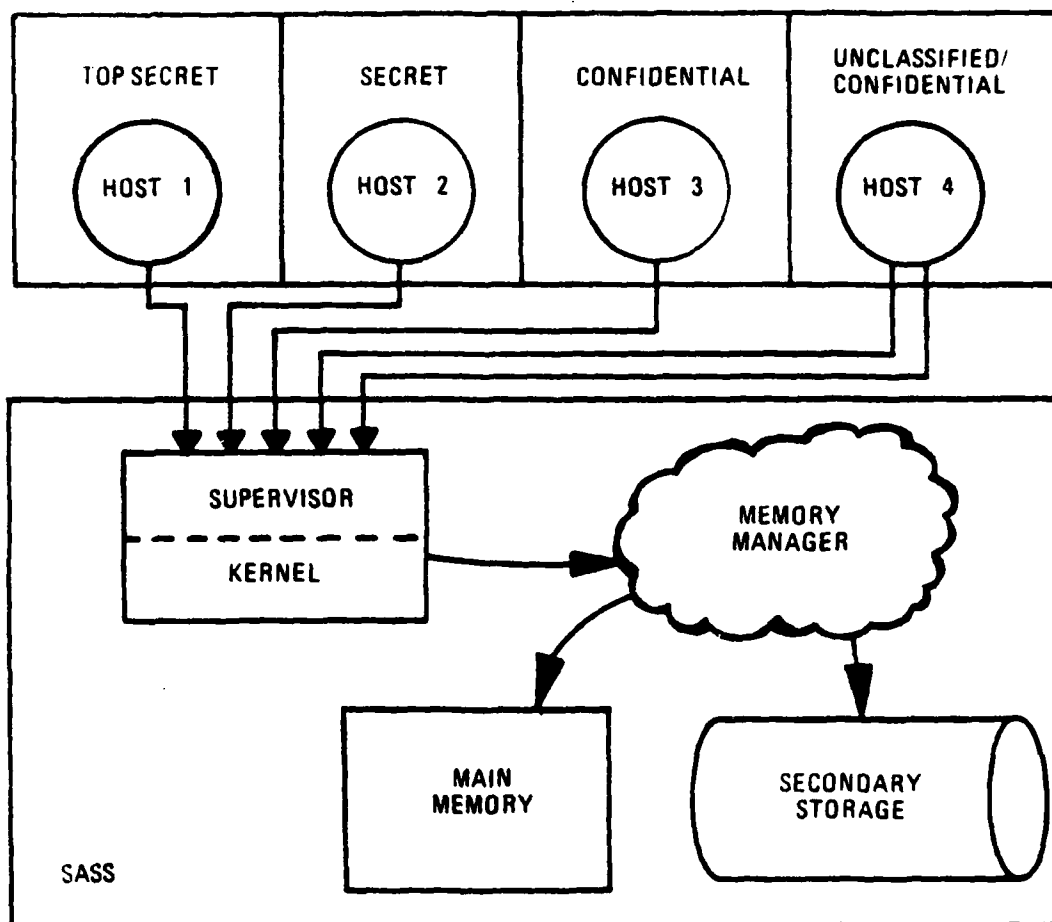 TOP SECRET
SECRET
CONFIDENTIAL
UNCLASSIFIED/
CONFIDENTIAL
HOST 1
HOST 2
HOST 3
HOST 4
SUPERVISOR
KERNEL
MEMORY
MANAGER
MAIN
MEMORY
SECONDARY
STORAGE
SASS